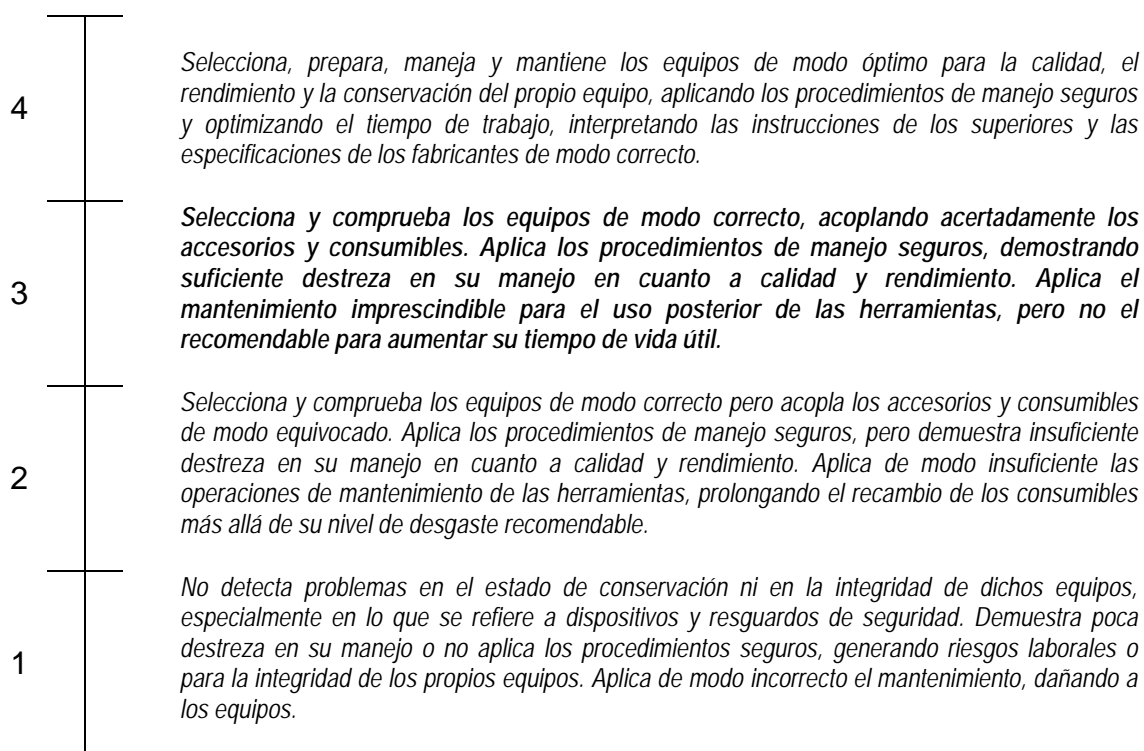 Selecciona, prepara, maneja y mantiene los equipos de modo óptimo para la calidad, el
rendimiento y la conservación del propio equipo, aplicando los procedimientos de manejo seguros
4
y optimizando el tiempo de trabajo, interpretando las instrucciones de los superiores y las
especificaciones de los fabricantes de modo correcto.
Selecciona y comprueba los equipos de modo correcto, acoplando acertadamente los
accesorios y consumibles. Aplica los procedimientos de manejo seguros, demostrando
3
suficiente destreza en su manejo en cuanto a calidad y rendimiento. Aplica el
mantenimiento imprescindible para el uso posterior de las herramientas, pero no el
recomendable para aumentar su tiempo de vida útil.
Selecciona y comprueba los equipos de modo correcto pero acopla los accesorios y consumibles
de modo equivocado. Aplica los procedimientos de manejo seguros, pero demuestra insuficiente
2
destreza en su manejo en cuanto a calidad y rendimiento. Aplica de modo insuficiente las
operaciones de mantenimiento de las herramientas, prolongando el recambio de los consumibles
más allá de su nivel de desgaste recomendable.
No detecta problemas en el estado de conservación ni en la integridad de dichos equipos,
especialmente en lo que se refiere a dispositivos y resguardos de seguridad. Demuestra poca
1
destreza en su manejo o no aplica los procedimientos seguros, generando riesgos laborales o
para la integridad de los propios equipos. Aplica de modo incorrecto el mantenimiento, dañando a
los equipos.